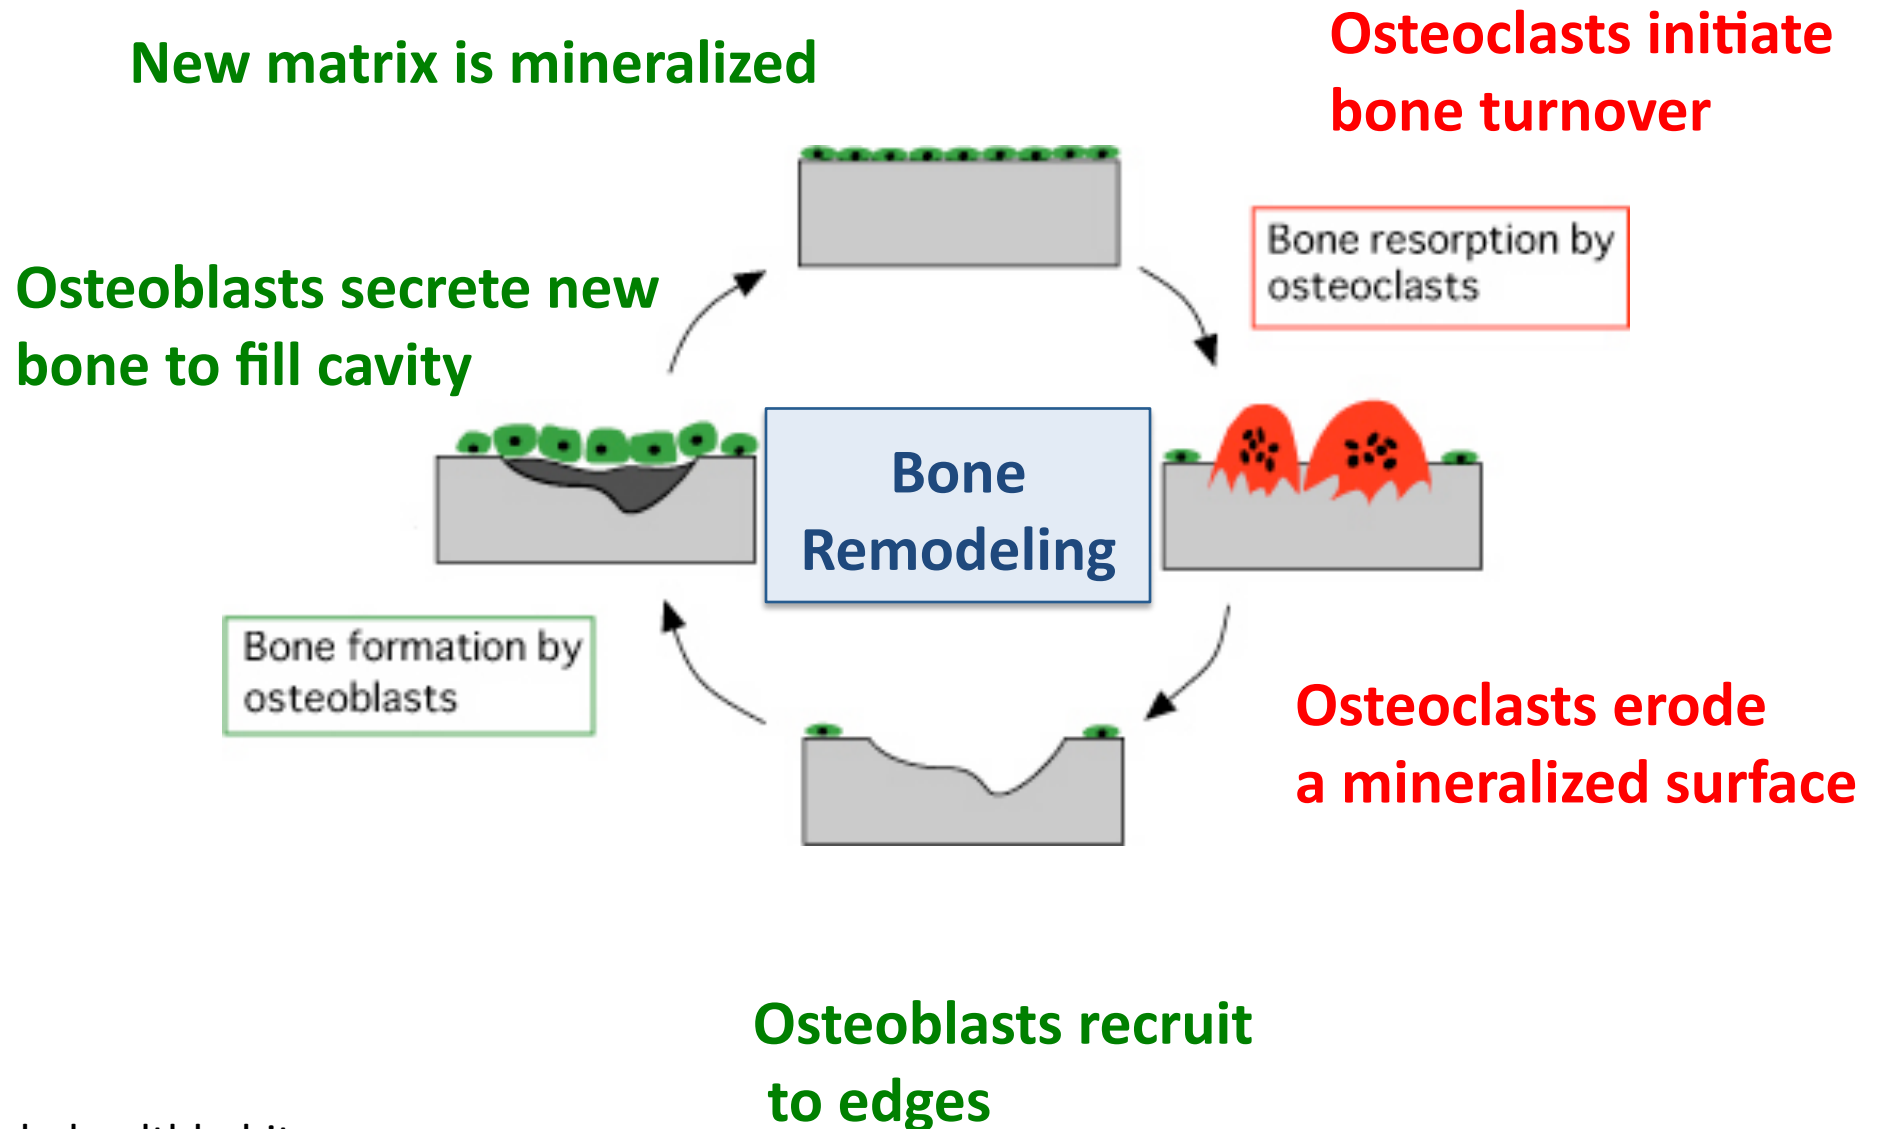 New matrix is mineralized
Osteoclasts initiate
bone turnover
Bone resorption by
osteoclasts
Osteoblasts secrete new
bone to fill cavity
Bone
Remodeling
Bone formation by
osteoblasts
Osteoclasts erode
a mineralized surface
Osteoblasts recruit
to edges